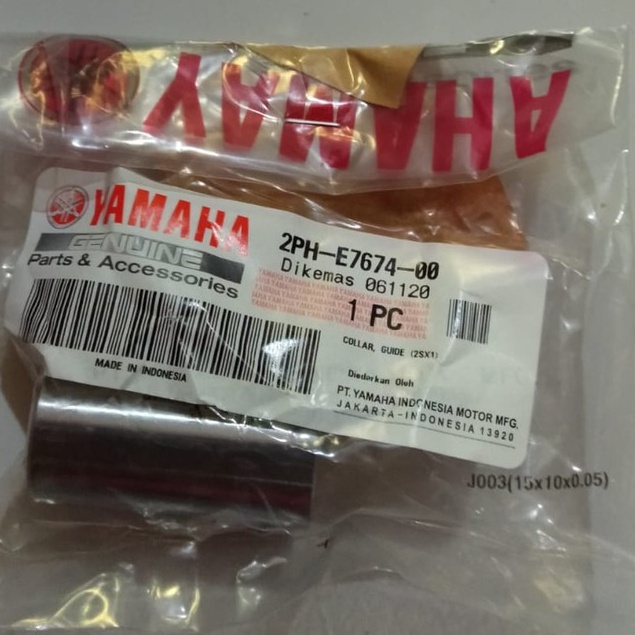 YAMAHA
YAMAHA
GENUINE
Parts & Accessories
2PH-E7674-00
Dikemas 061120
1 PC
COLLAR, GUIDE (2SX1)
MADE IN INDONESIA
Diedarkan Oleh
PT. YAMAHA INDONESIA MOTOR MFG.
JAKARTA-INDONESIA 13920
J003(15x10x0.05)